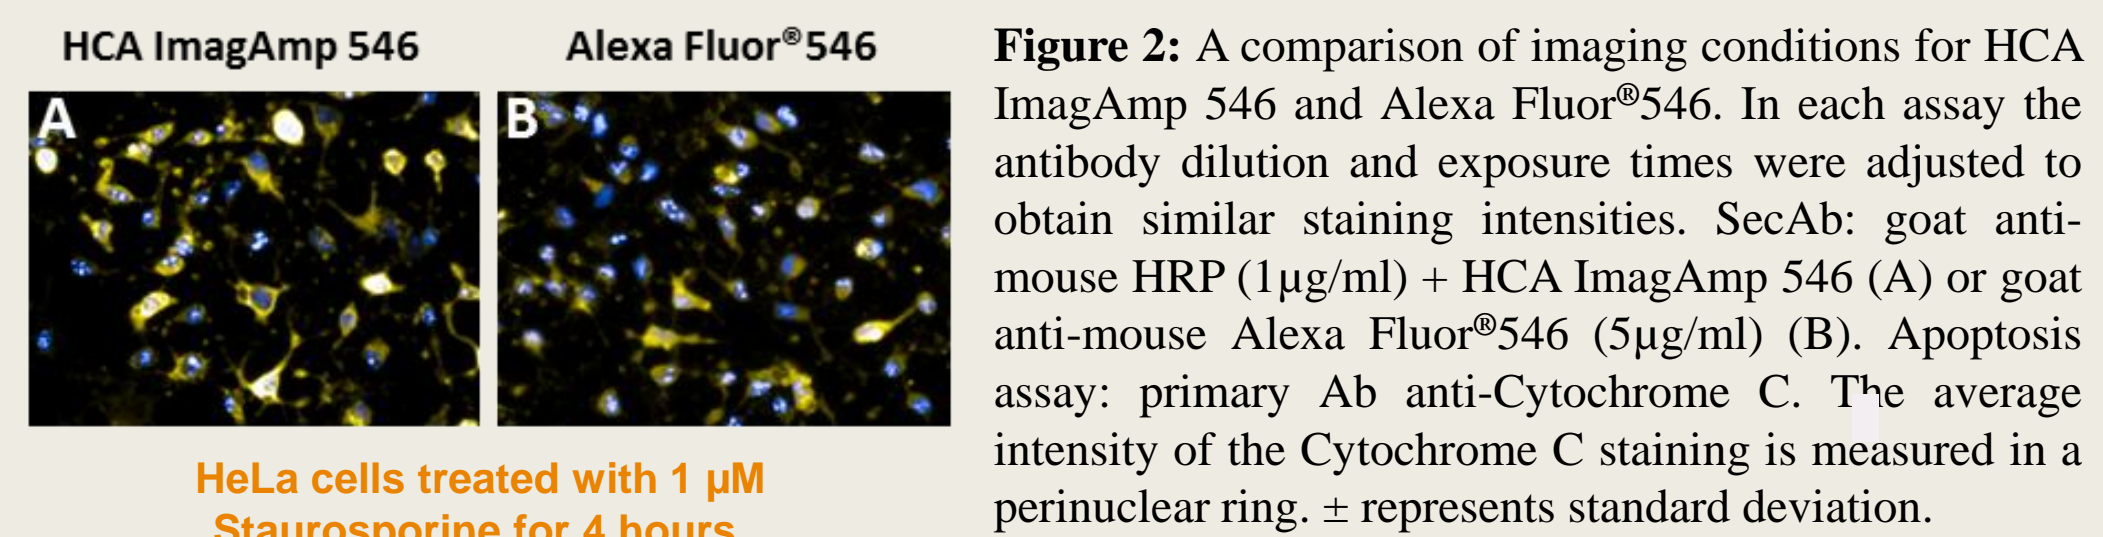 HCA ImagAmp 546
Alexa Fluor®546
A
B
HeLa cells treated with 1 µM
Staurosporine for 4 hours
Figure 2: A comparison of imaging conditions for HCA
ImagAmp 546 and Alexa Fluor®546. In each assay the
antibody dilution and exposure times were adjusted to
obtain similar staining intensities. SecAb: goat anti-
mouse HRP (1µg/ml) + HCA ImagAmp 546 (A) or goat
anti-mouse Alexa Fluor®546 (5µg/ml) (B). Apoptosis
assay: primary Ab anti-Cytochrome C. The average
intensity of the Cytochrome C staining is measured in a
perinuclear ring. ± represents standard deviation.